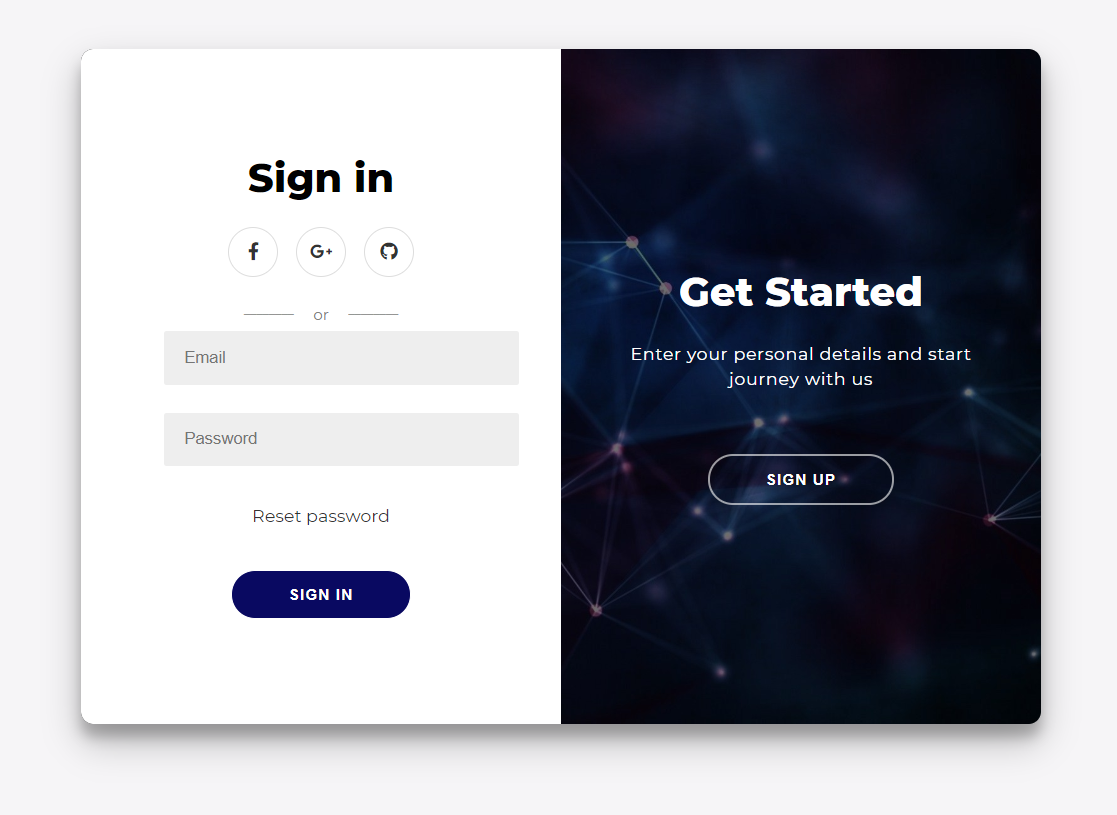 Sign in
G+
or
Email
Password
Reset password
SIGN IN
Get Started
Enter your personal details and start
journey with us
SIGN UP